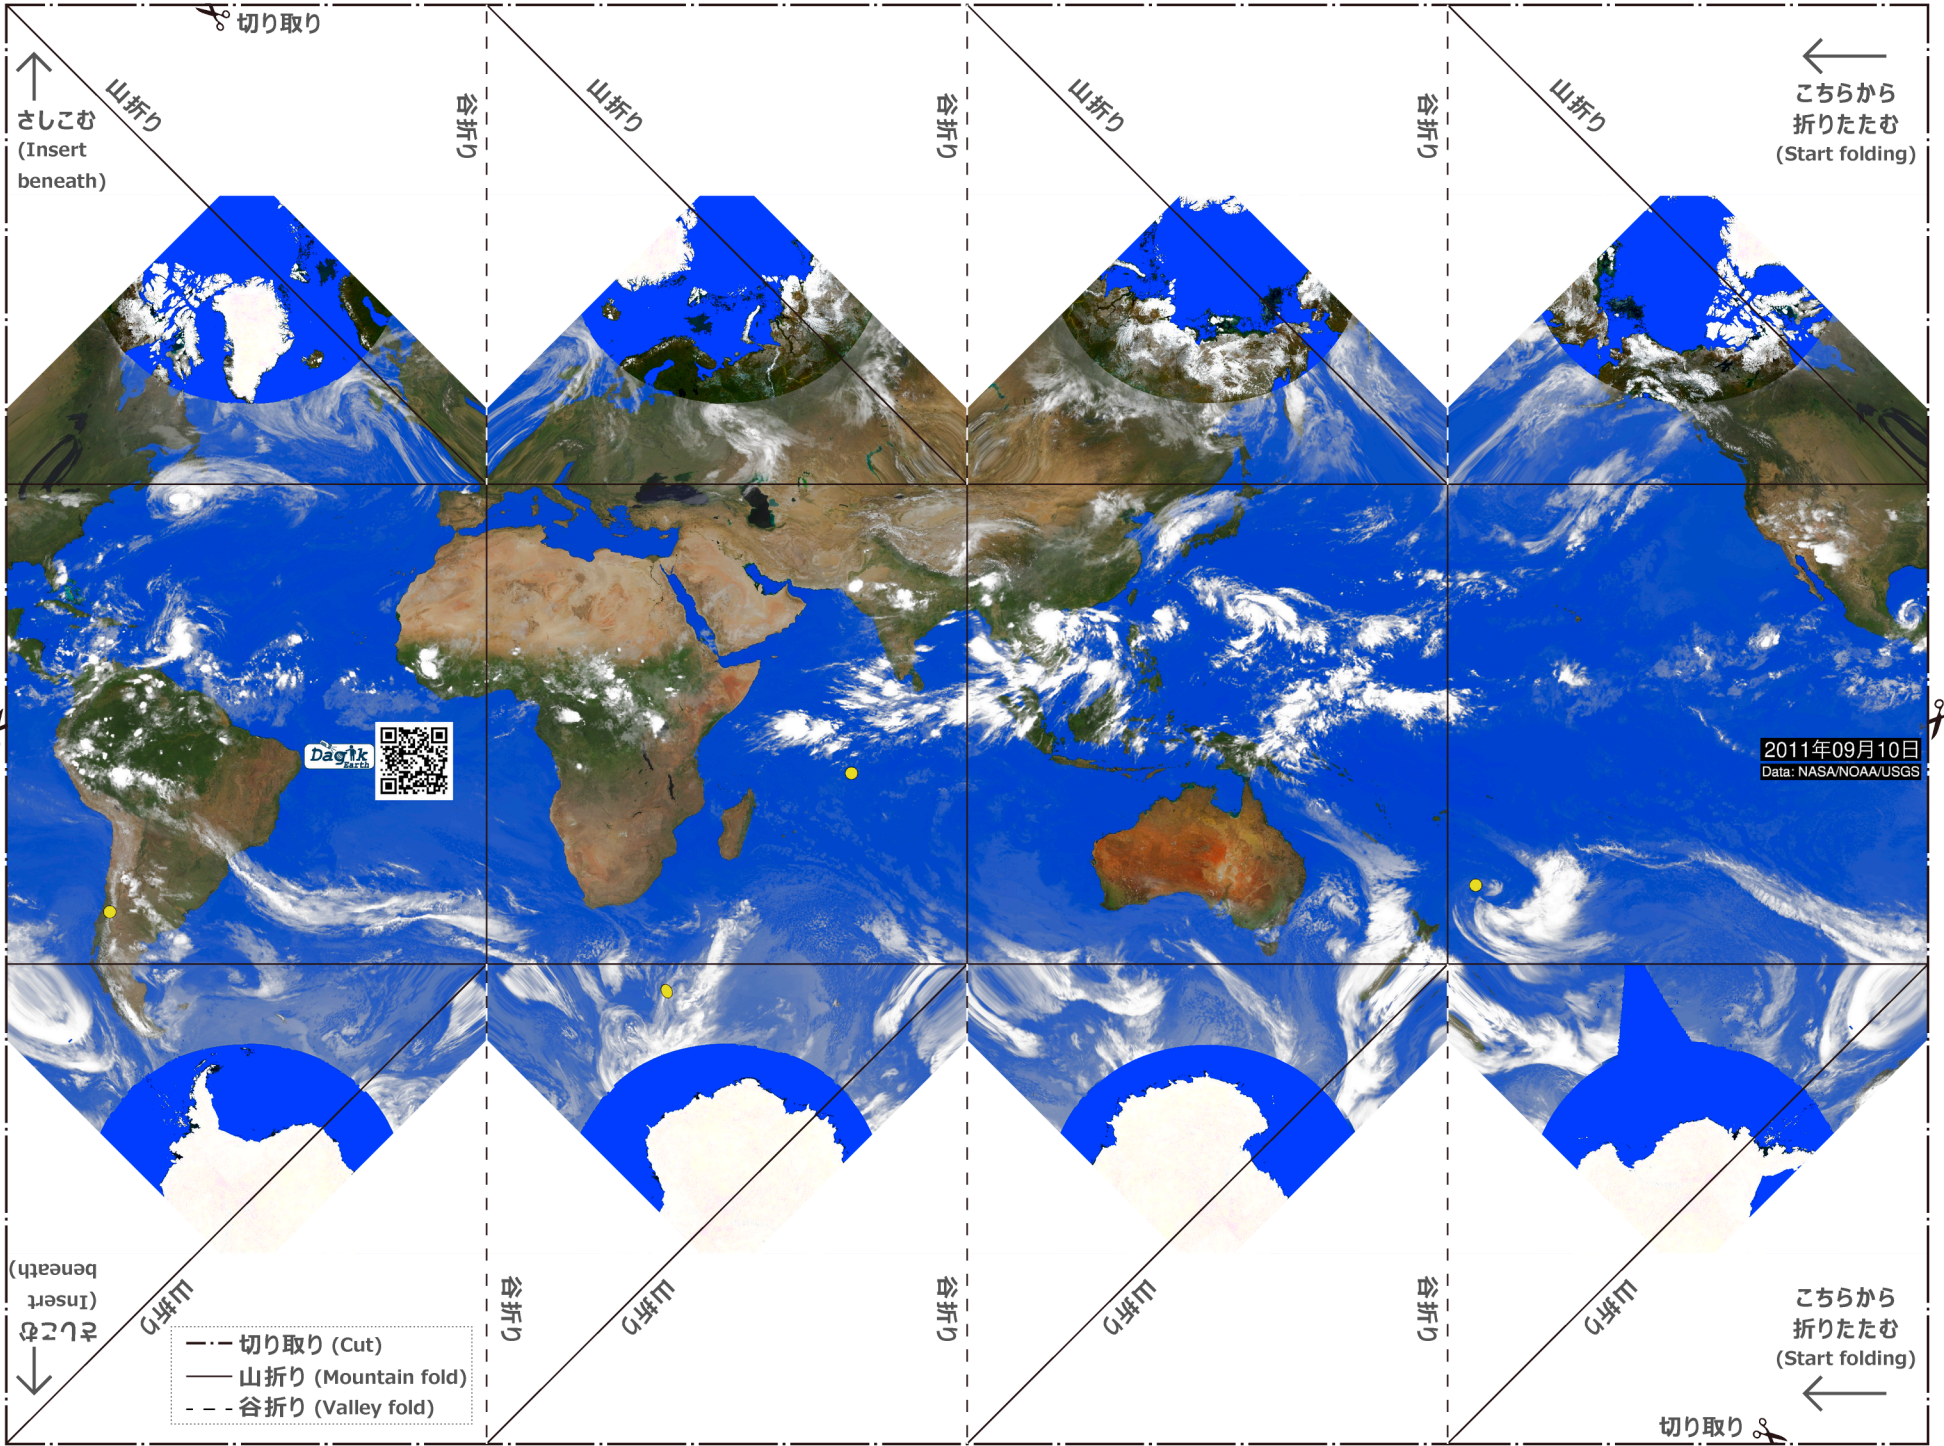 切り取り
さしこむ
(Insert
beneath)
山折り
谷折り
山折り
谷折り
山折り
谷折り
山折り
こちらから
折りたたむ
(Start folding)
Dagik
Earth
2011年09月10日
Data: NASA/NOAA/USGS
さしこむ
(Insert
beneath)
山折り
谷折り
山折り
谷折り
山折り
谷折り
山折り
こちらから
折りたたむ
(Start folding)
切り取り (Cut)
山折り (Mountain fold)
谷折り (Valley fold)
切り取り